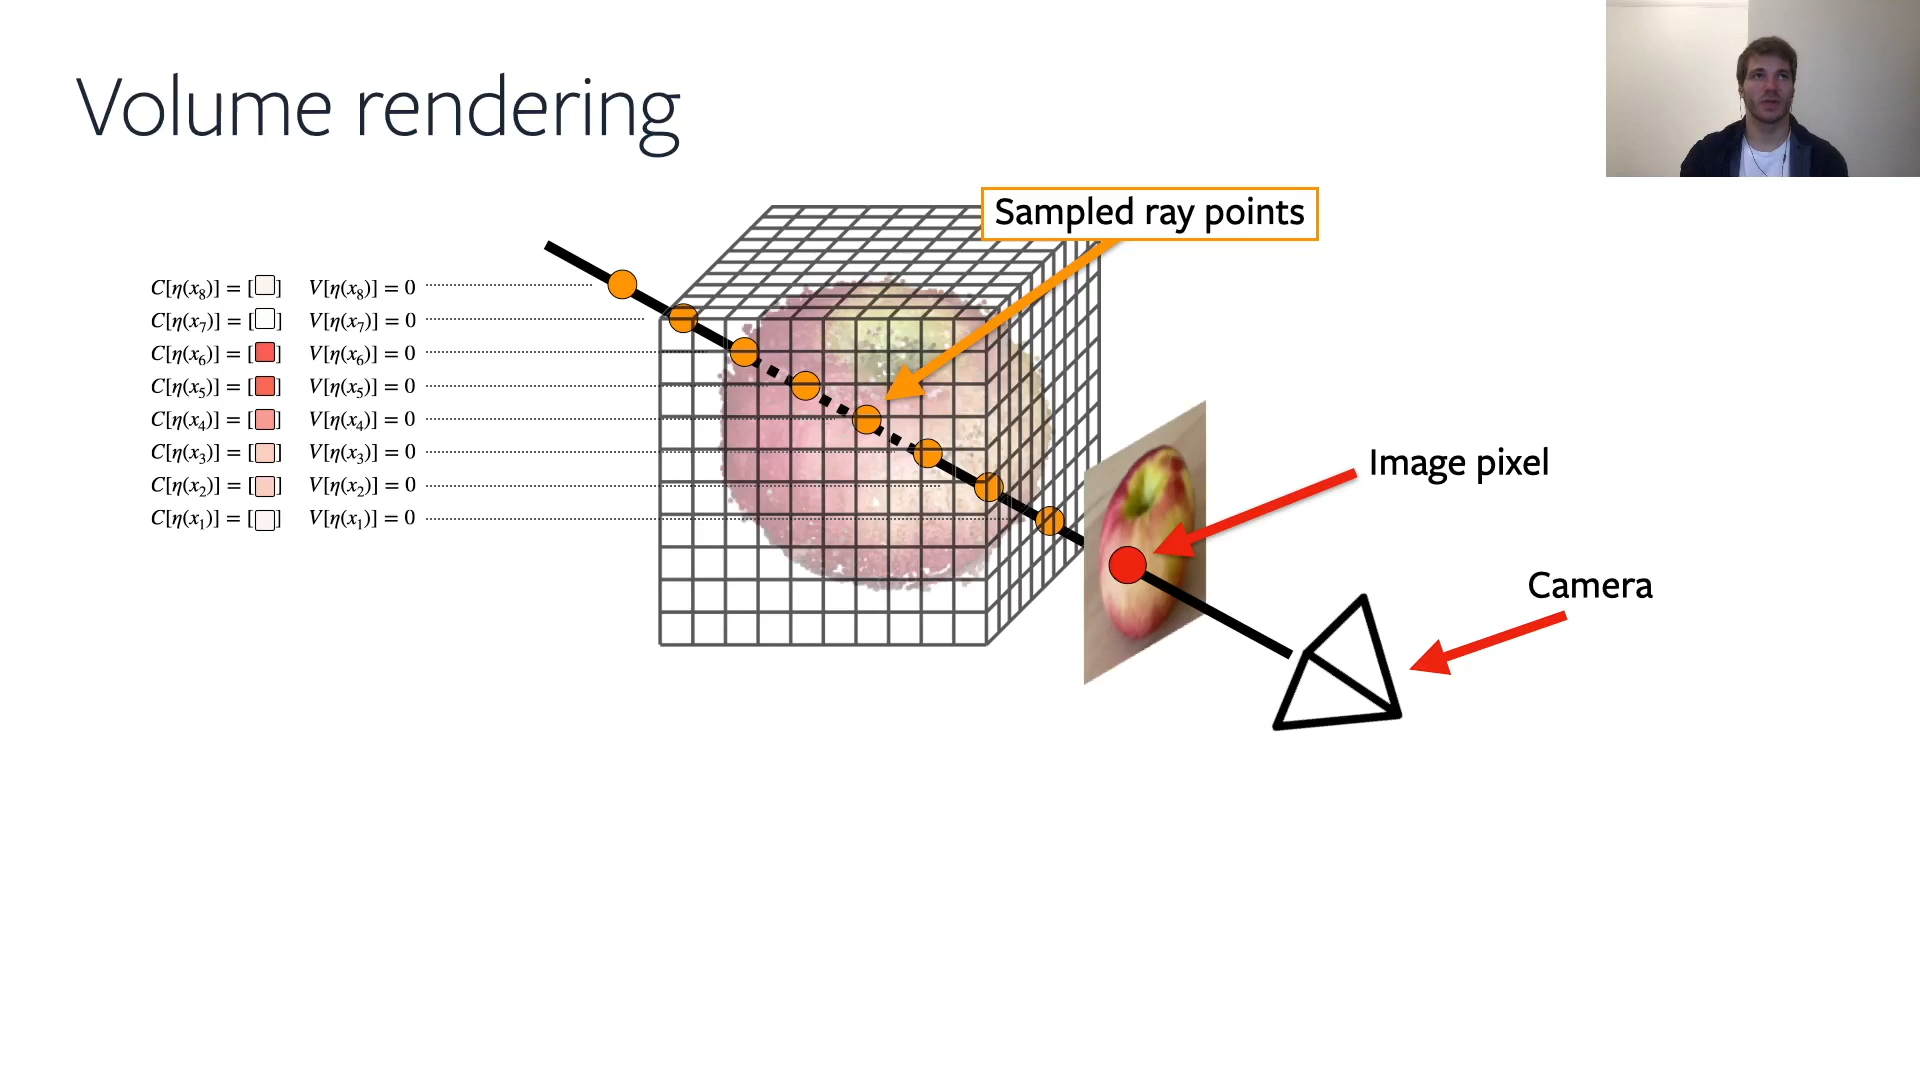 Volume rendering
Sampled ray points
C[η(x₈)] = [ ] V[η(x₈)] = 0
C[η(x₇)] = [ ] V[η(x₇)] = 0
C[η(x₆)] = [ ] V[η(x₆)] = 0
C[η(x₅)] = [ ] V[η(x₅)] = 0
C[η(x₄)] = [ ] V[η(x₄)] = 0
C[η(x₃)] = [ ] V[η(x₃)] = 0
C[η(x₂)] = [ ] V[η(x₂)] = 0
C[η(x₁)] = [ ] V[η(x₁)] = 0
Image pixel
Camera